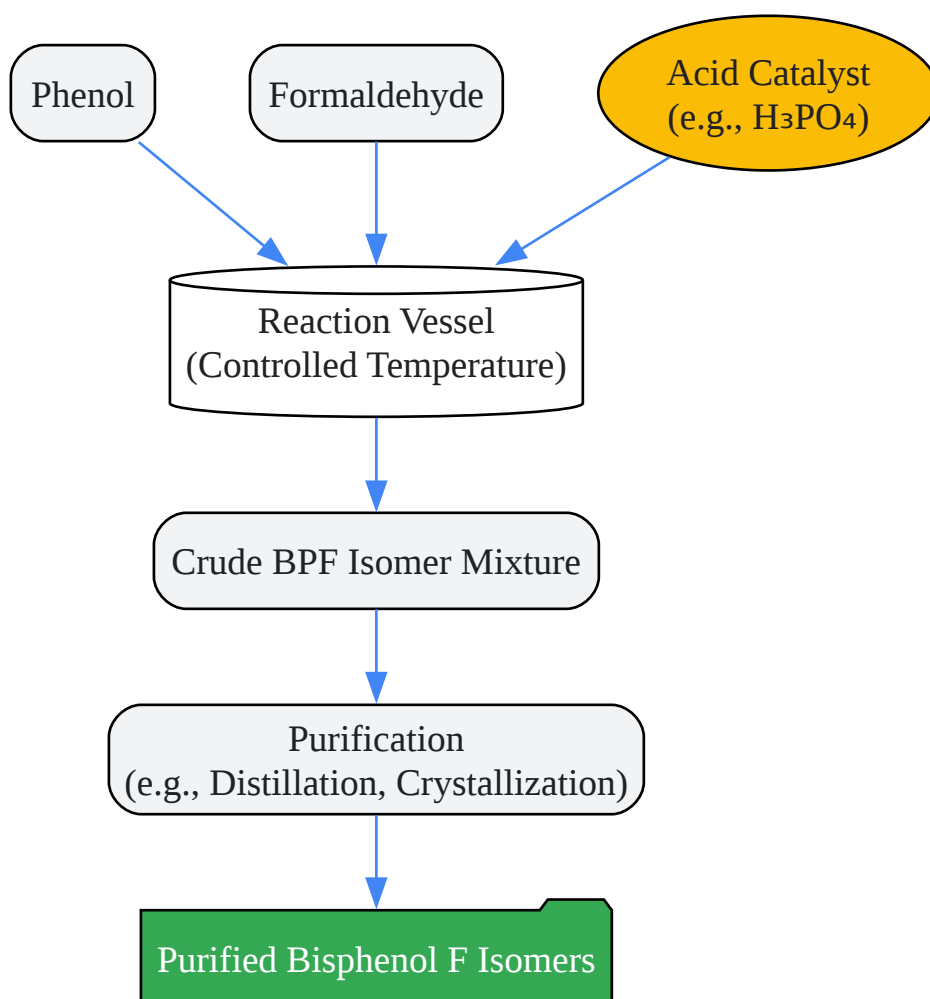 Phenol
Formaldehyde
Acid Catalyst
(e.g., H₃PO₄)
Reaction Vessel
(Controlled Temperature)
Crude BPF Isomer Mixture
Purification
(e.g., Distillation, Crystallization)
Purified Bisphenol F Isomers